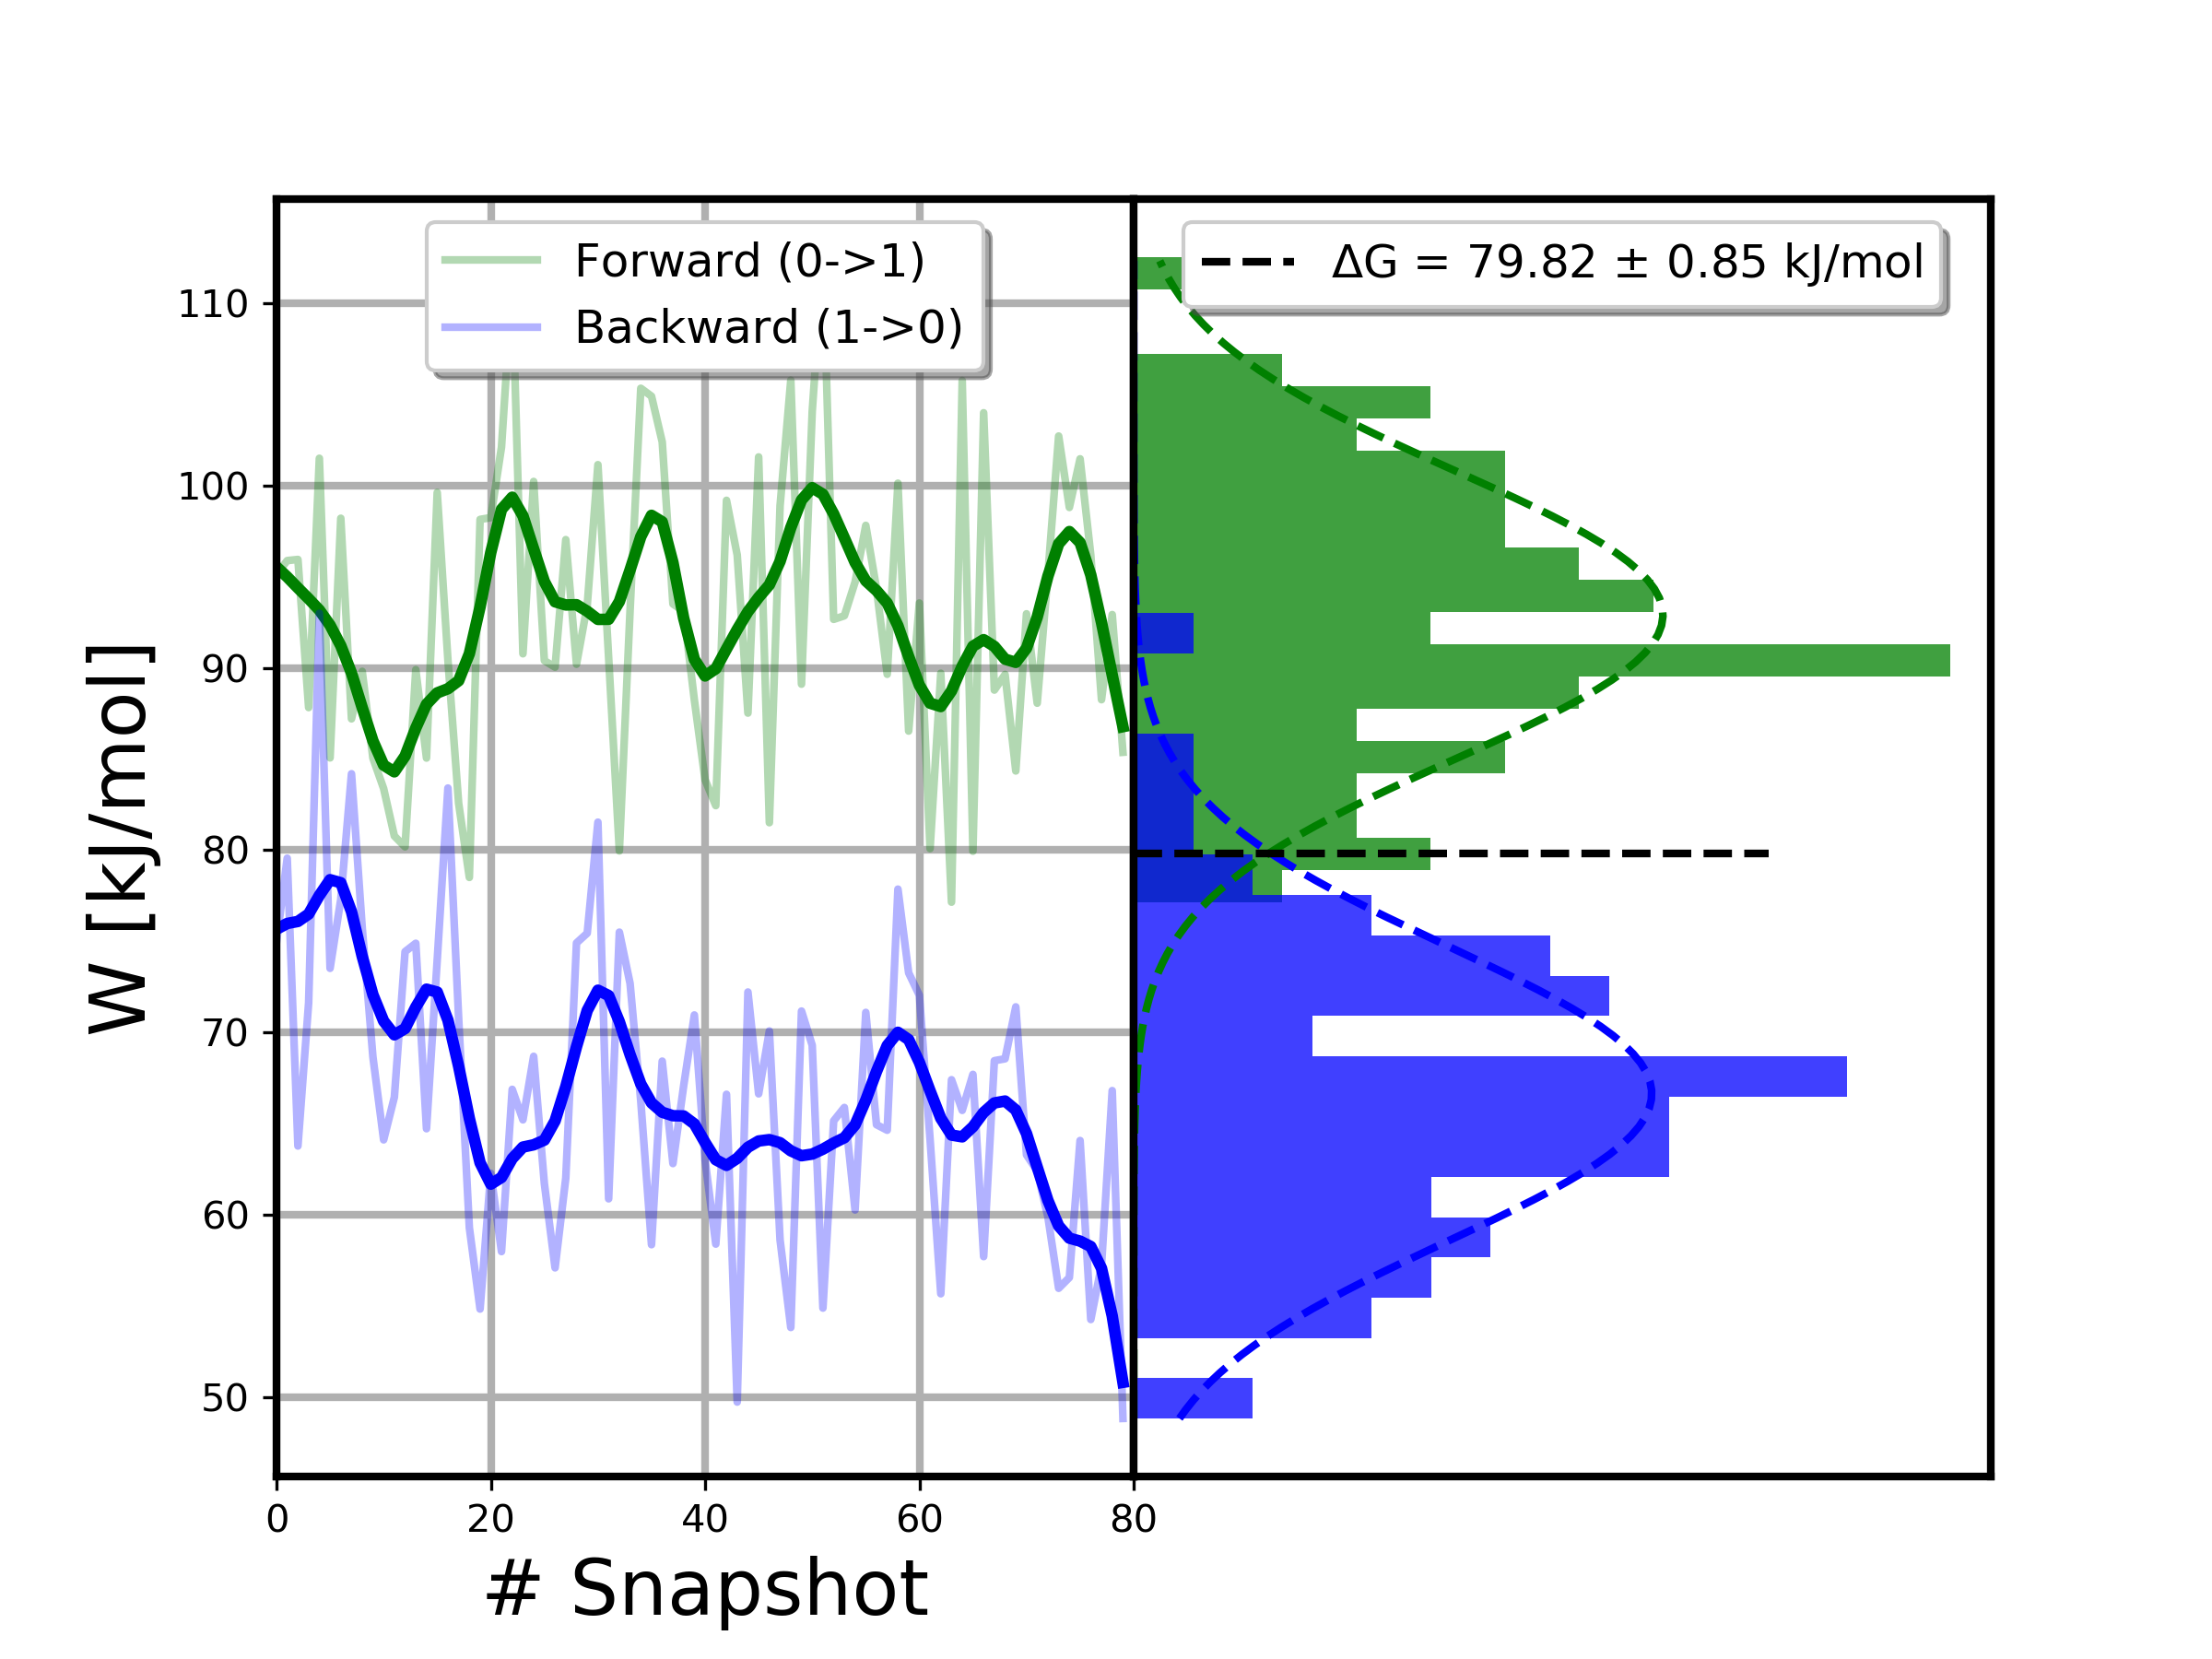 Forward (0->1)
Backward (1->0)
ΔG = 79.82 ± 0.85 kJ/mol
110
100
90
80
70
60
50
W [kJ/mol]
0
20
40
60
80
# Snapshot